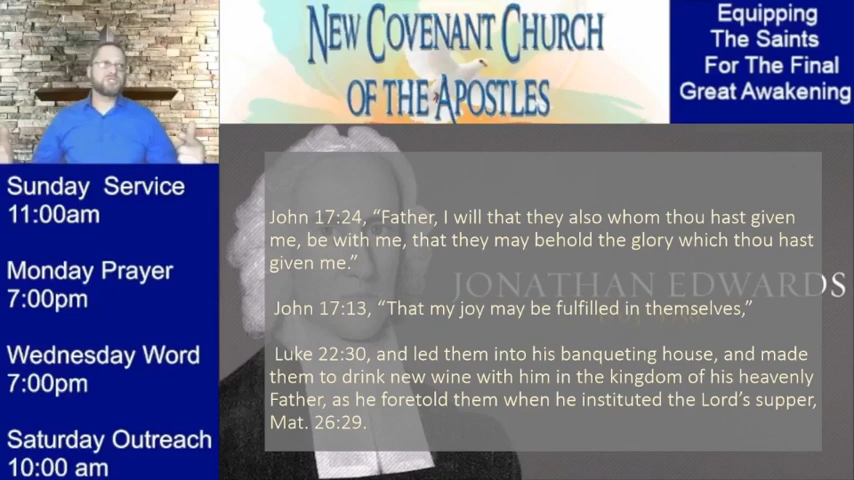 NEW COVENANT CHURCH
OF THE APOSTLES
Equipping
The Saints
For The Final
Great Awakening
Sunday Service
11:00am
Monday Prayer
7:00pm
Wednesday Word
7:00pm
Saturday Outreach
10:00 am
John 17:24, “Father, I will that they also whom thou hast given
me, be with me, that they may behold the glory which thou hast
given me.”
JONATHAN EDWARDS
John 17:13, “That my joy may be fulfilled in themselves,”
Luke 22:30, and led them into his banqueting house, and made
them to drink new wine with him in the kingdom of his heavenly
Father, as he foretold them when he instituted the Lord’s supper,
Mat. 26:29.